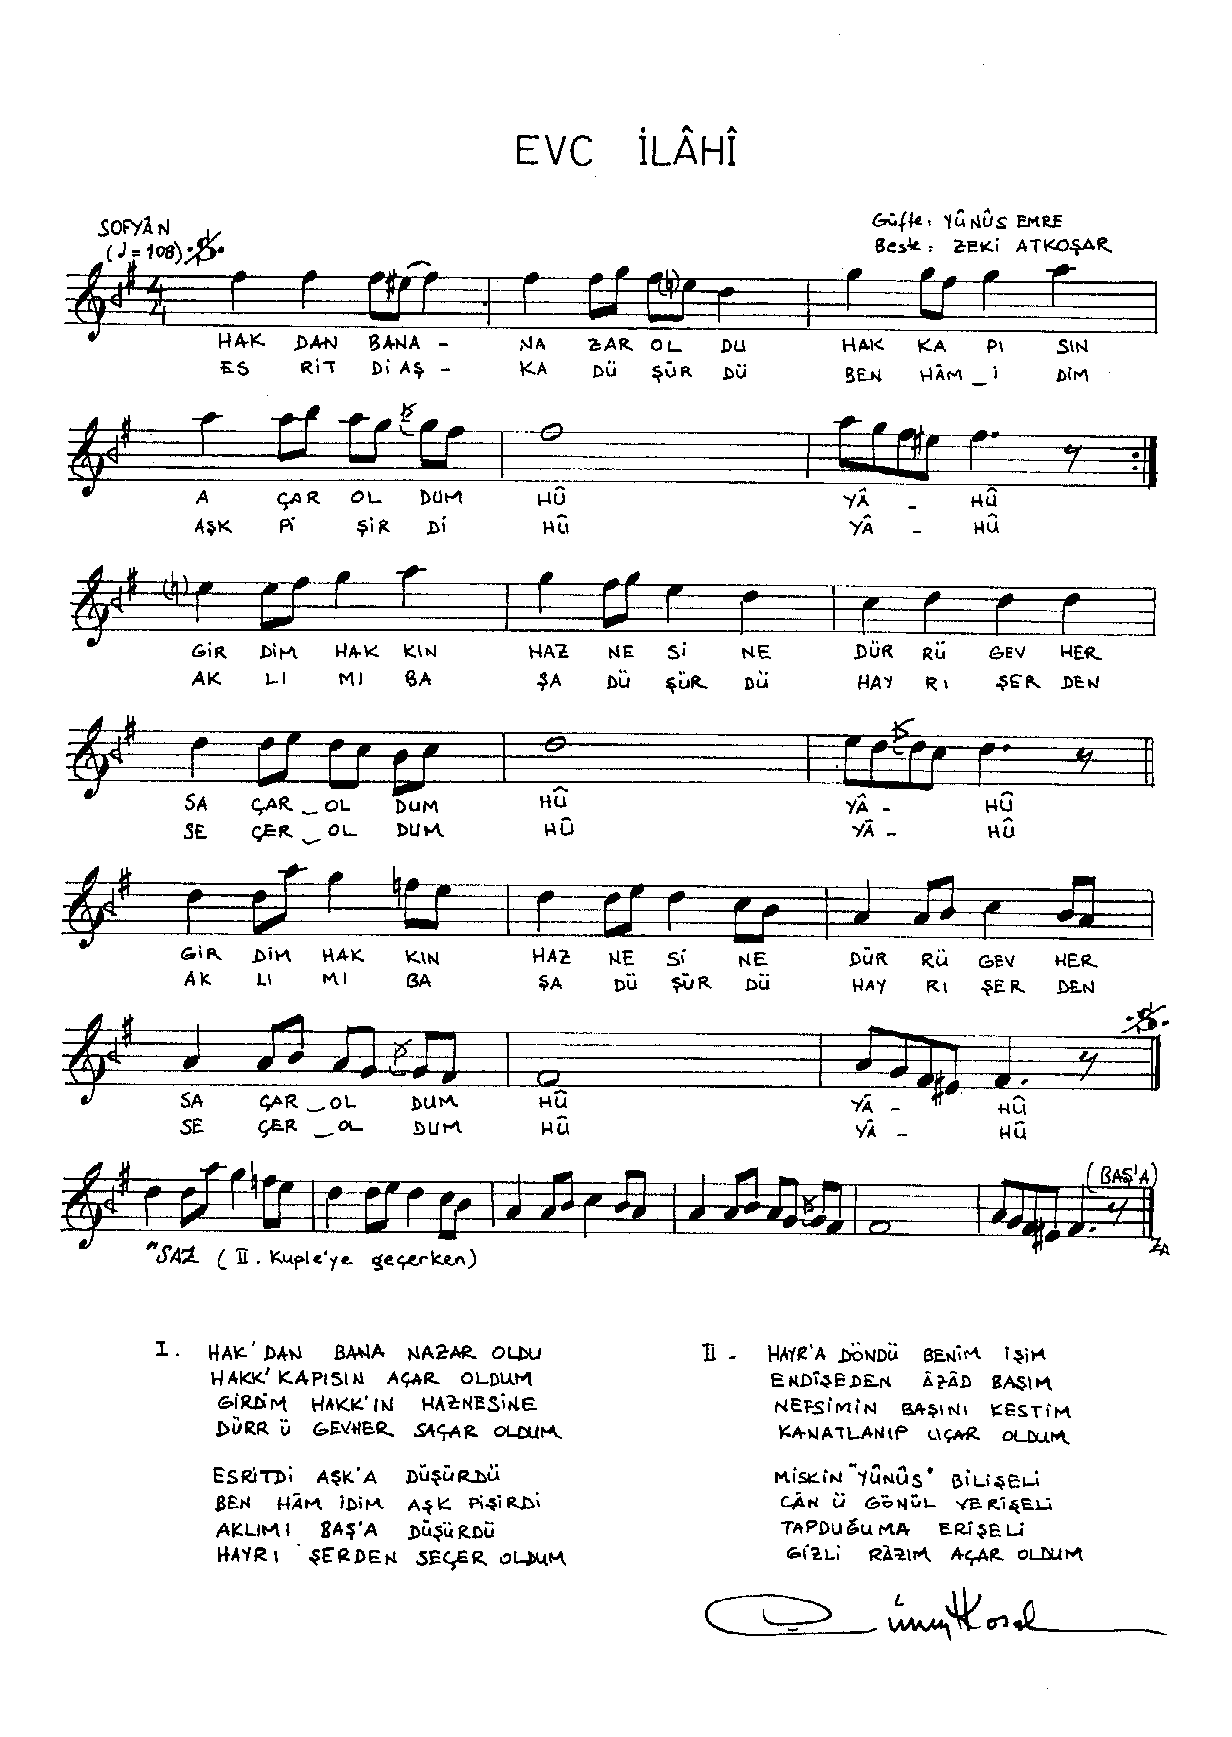 EVC İLÂHÎ
SOFYÂN
(♩=108)
Güfte: YÛNÛS EMRE
Beste: ZEKİ ATKOŞAR
HAK DAN BANA - NA ZAR OL DU HAK KA PI SIN
ES RİT Dİ AŞ - KA DÜ ŞÜR DÜ BEN HÂM _ İ DİM
A ÇAR OL DUM HÛ YÂ - HÛ
AŞK Pİ ŞİR Dİ HÛ YÂ - HÛ
GİR DİM HAK KIN HAZ NE Sİ NE DÜR RÜ GEV HER
AK LI MI BA ŞA DÜ ŞÜR DÜ HAY RI ŞER DEN
SA ÇAR _ OL DUM HÛ YÂ - HÛ
SE ÇER _ OL DUM HÛ YÂ - HÛ
GİR DİM HAK KIN HAZ NE Sİ NE DÜR RÜ GEV HER
AK LI MI BA ŞA DÜ ŞÜR DÜ HAY RI ŞER DEN
SA ÇAR _ OL DUM HÛ YÂ - HÛ
SE ÇER _ OL DUM HÛ YÂ - HÛ
(BAŞ'A)
"SAZ (II. Kuple'ye geçerken)
ZA
I. HAK'DAN BANA NAZAR OLDU
HAKK'KAPISIN AÇAR OLDUM
GİRDİM HAKK'IN HAZNESİNE
DÜRR Ü GEVHER SAÇAR OLDUM
ESRİTDİ AŞK'A DÜŞÜRDÜ
BEN HÂM İDİM AŞK PİŞİRDİ
AKLIMI BAŞ'A DÜŞÜRDÜ
HAYRI ŞERDEN SEÇER OLDUM
II - HAYR'A DÖNDÜ BENİM İŞİM
ENDİŞEDEN ÂZÂD BAŞIM
NEFSİMİN BAŞINI KESTİM
KANATLANIP UÇAR OLDUM
MİSKİN "YÛNÛS" BİLİŞELİ
CÂN Ü GÖNÜL VERİŞELİ
TAPDUĞUMA ERİŞELİ
GİZLİ RÂZIM AÇAR OLDUM